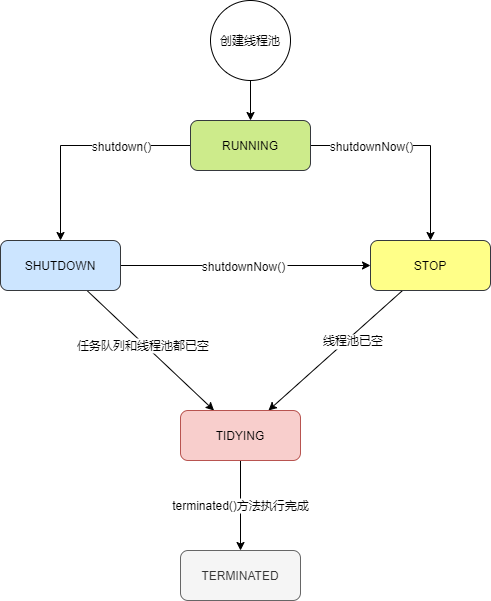 创建线程池
RUNNING
shutdown()
shutdownNow()
SHUTDOWN
shutdownNow()
STOP
任务队列和线程池都已空
线程池已空
TIDYING
terminated()方法执行完成
TERMINATED